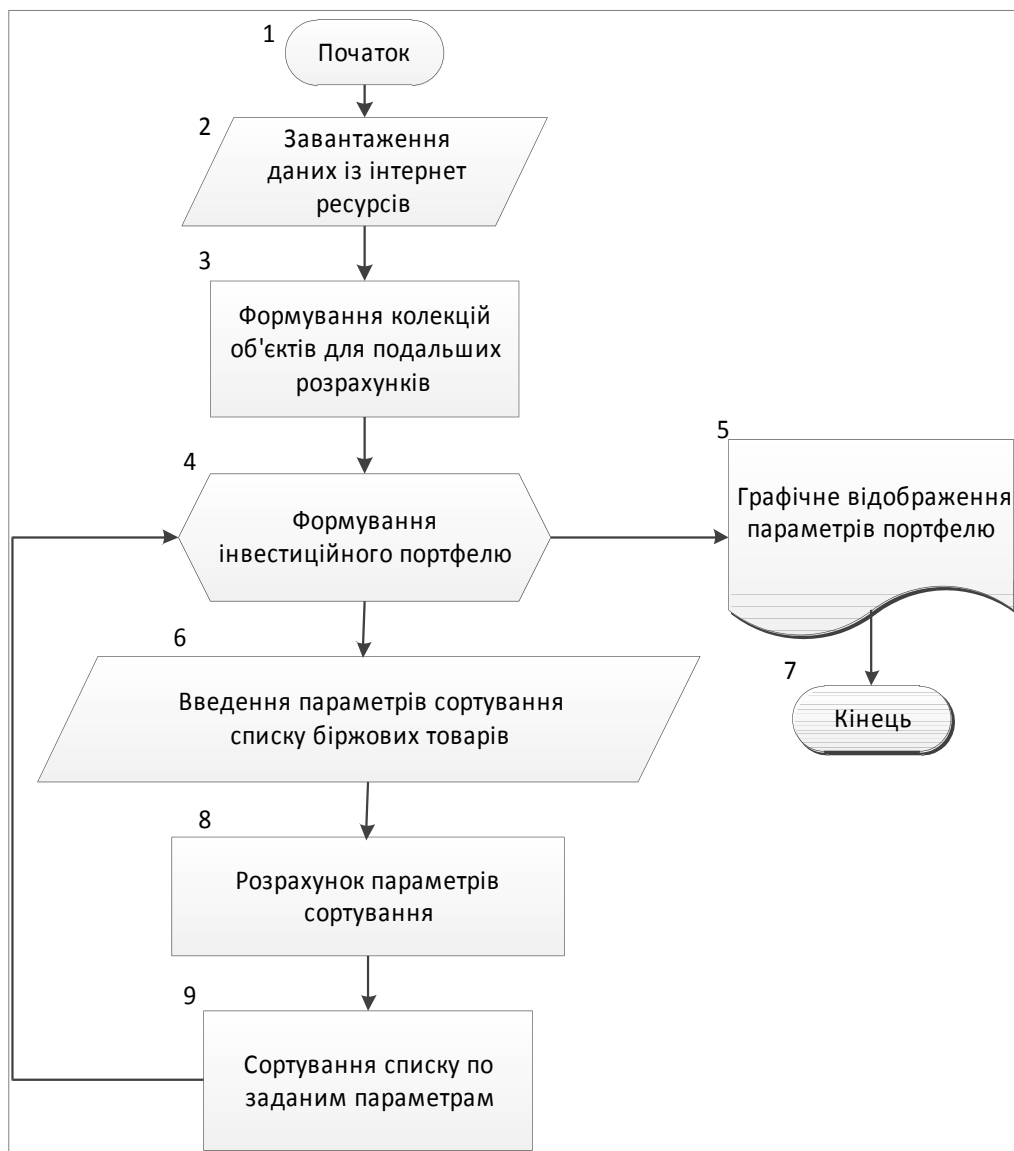 1
Початок
2
Завантаження
даних із інтернет
ресурсів
3
Формування колекцій
об'єктів для подальших
розрахунків
4
Формування
інвестиційного портфелю
5
Графічне відображення
параметрів портфелю
6
Введення параметрів сортування
списку біржових товарів
7
Кінець
8
Розрахунок параметрів
сортування
9
Сортування списку по
заданим параметрам